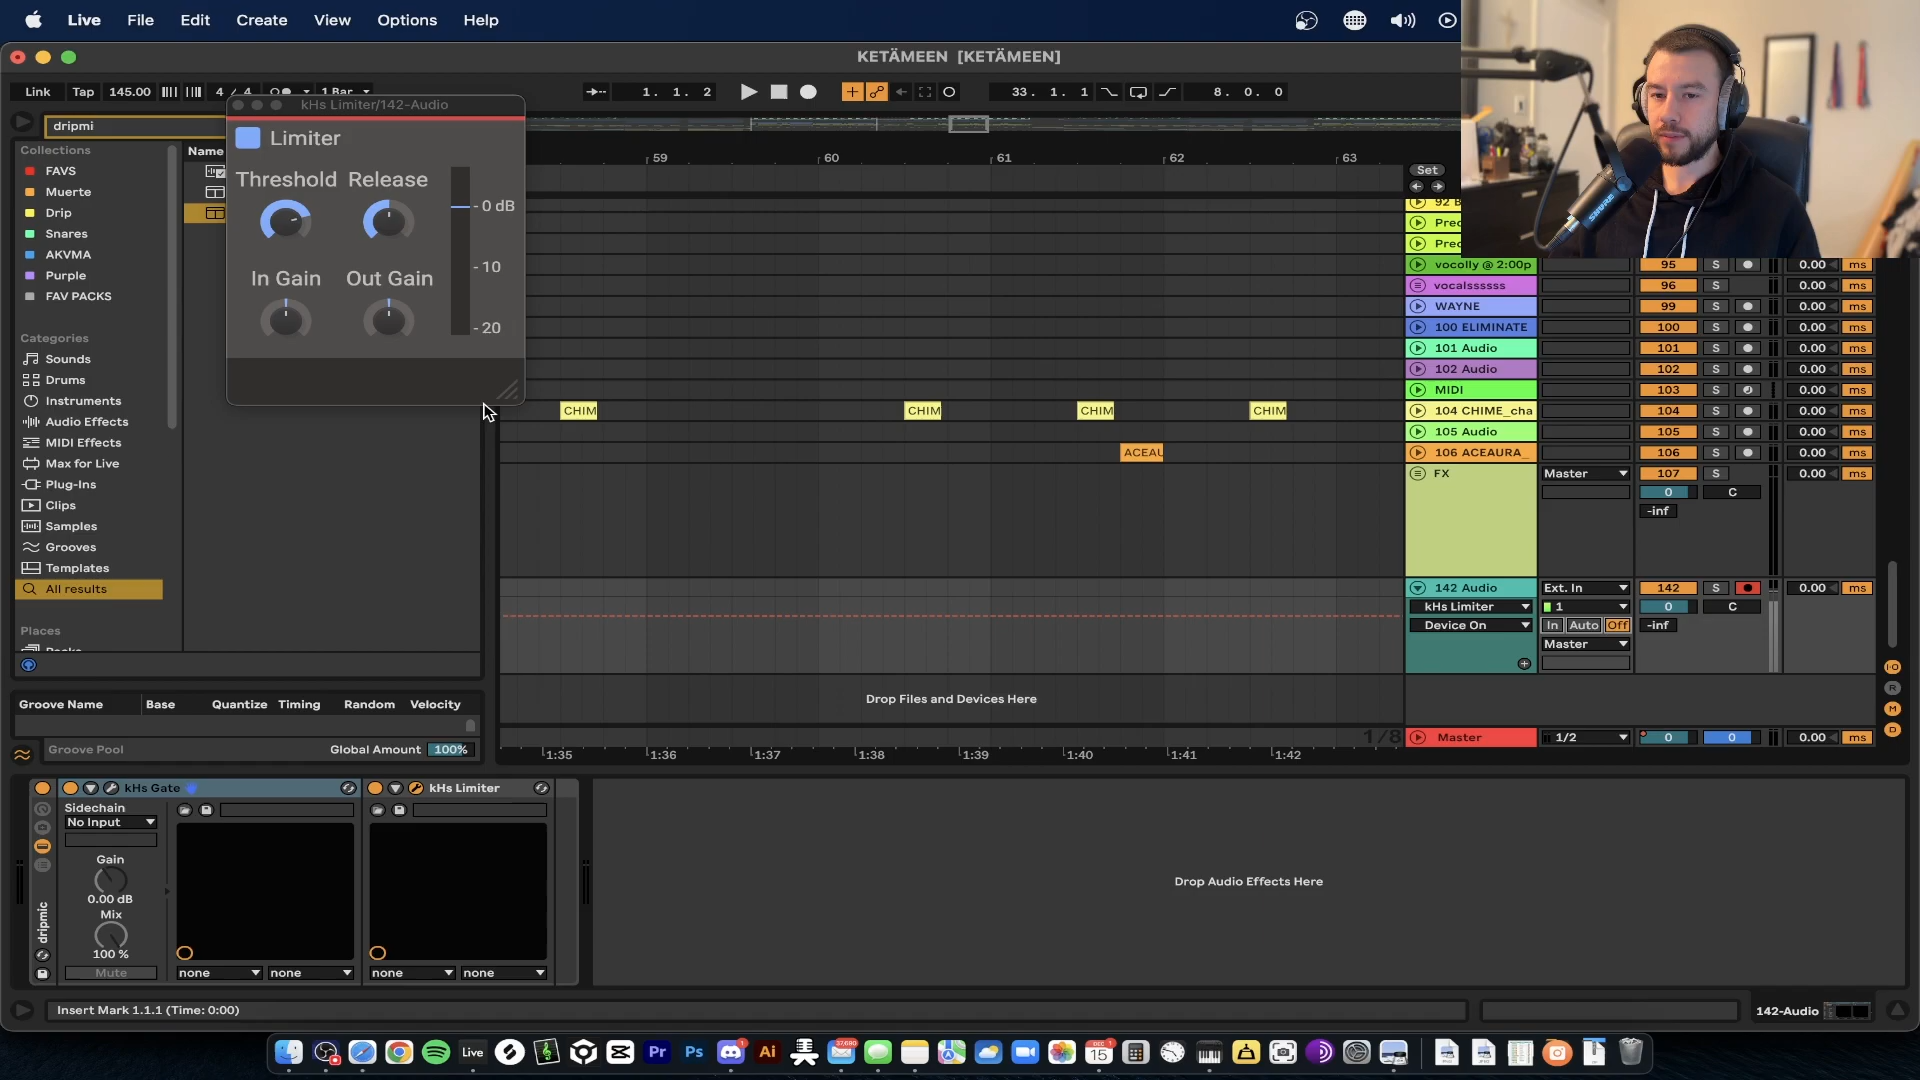 Live File Edit Create View Options Help
KETÄMEEN [KETÄMEEN]
Link Tap 145.00 4 / 4 1 Bar
1. 1. 2
33. 1. 1
8. 0. 0
dripmi
Collections
FAVS
Muerte
Drip
Snares
AKVMA
Purple
FAV PACKS
Categories
Sounds
Drums
Instruments
Audio Effects
MIDI Effects
Max for Live
Plug-Ins
Clips
Samples
Grooves
Templates
All results
Places
Name
kHs Limiter/142-Audio
Limiter
Threshold Release
In Gain Out Gain
0 dB
10
20
59 60 61 62 63
Set
CHIM CHIM CHIM CHIM
ACEAU
92 B
Prec
Prec
vocolly @ 2:00p 95 S 0.00 ms
vocalssssss 96 S 0.00 ms
WAYNE 99 S 0.00 ms
100 ELIMINATE 100 S 0.00 ms
101 Audio 101 S 0.00 ms
102 Audio 102 S 0.00 ms
MIDI 103 S 0.00 ms
104 CHIME_cha 104 S 0.00 ms
105 Audio 105 S 0.00 ms
106 ACEAURA_ 106 S 0.00 ms
FX Master 107 S 0.00 ms
0 C
-inf
142 Audio Ext. In 142 S 0.00 ms
kHs Limiter 1 0 C
Device On In Auto Off -inf
Master
Drop Files and Devices Here
1/8
Master 1/2 0 0 0.00 ms
1:35 1:36 1:37 1:38 1:39 1:40 1:41 1:42
Groove Name Base Quantize Timing Random Velocity
Groove Pool Global Amount 100%
kHs Gate
Sidechain
No Input
Gain
0.00 dB
Mix
100 %
Mute
none none
kHs Limiter
none none
dripmic
Drop Audio Effects Here
Insert Mark 1.1.1 (Time: 0:00)
142-Audio
Live
Pr
Ps
Ai
DEC
15
SHURE